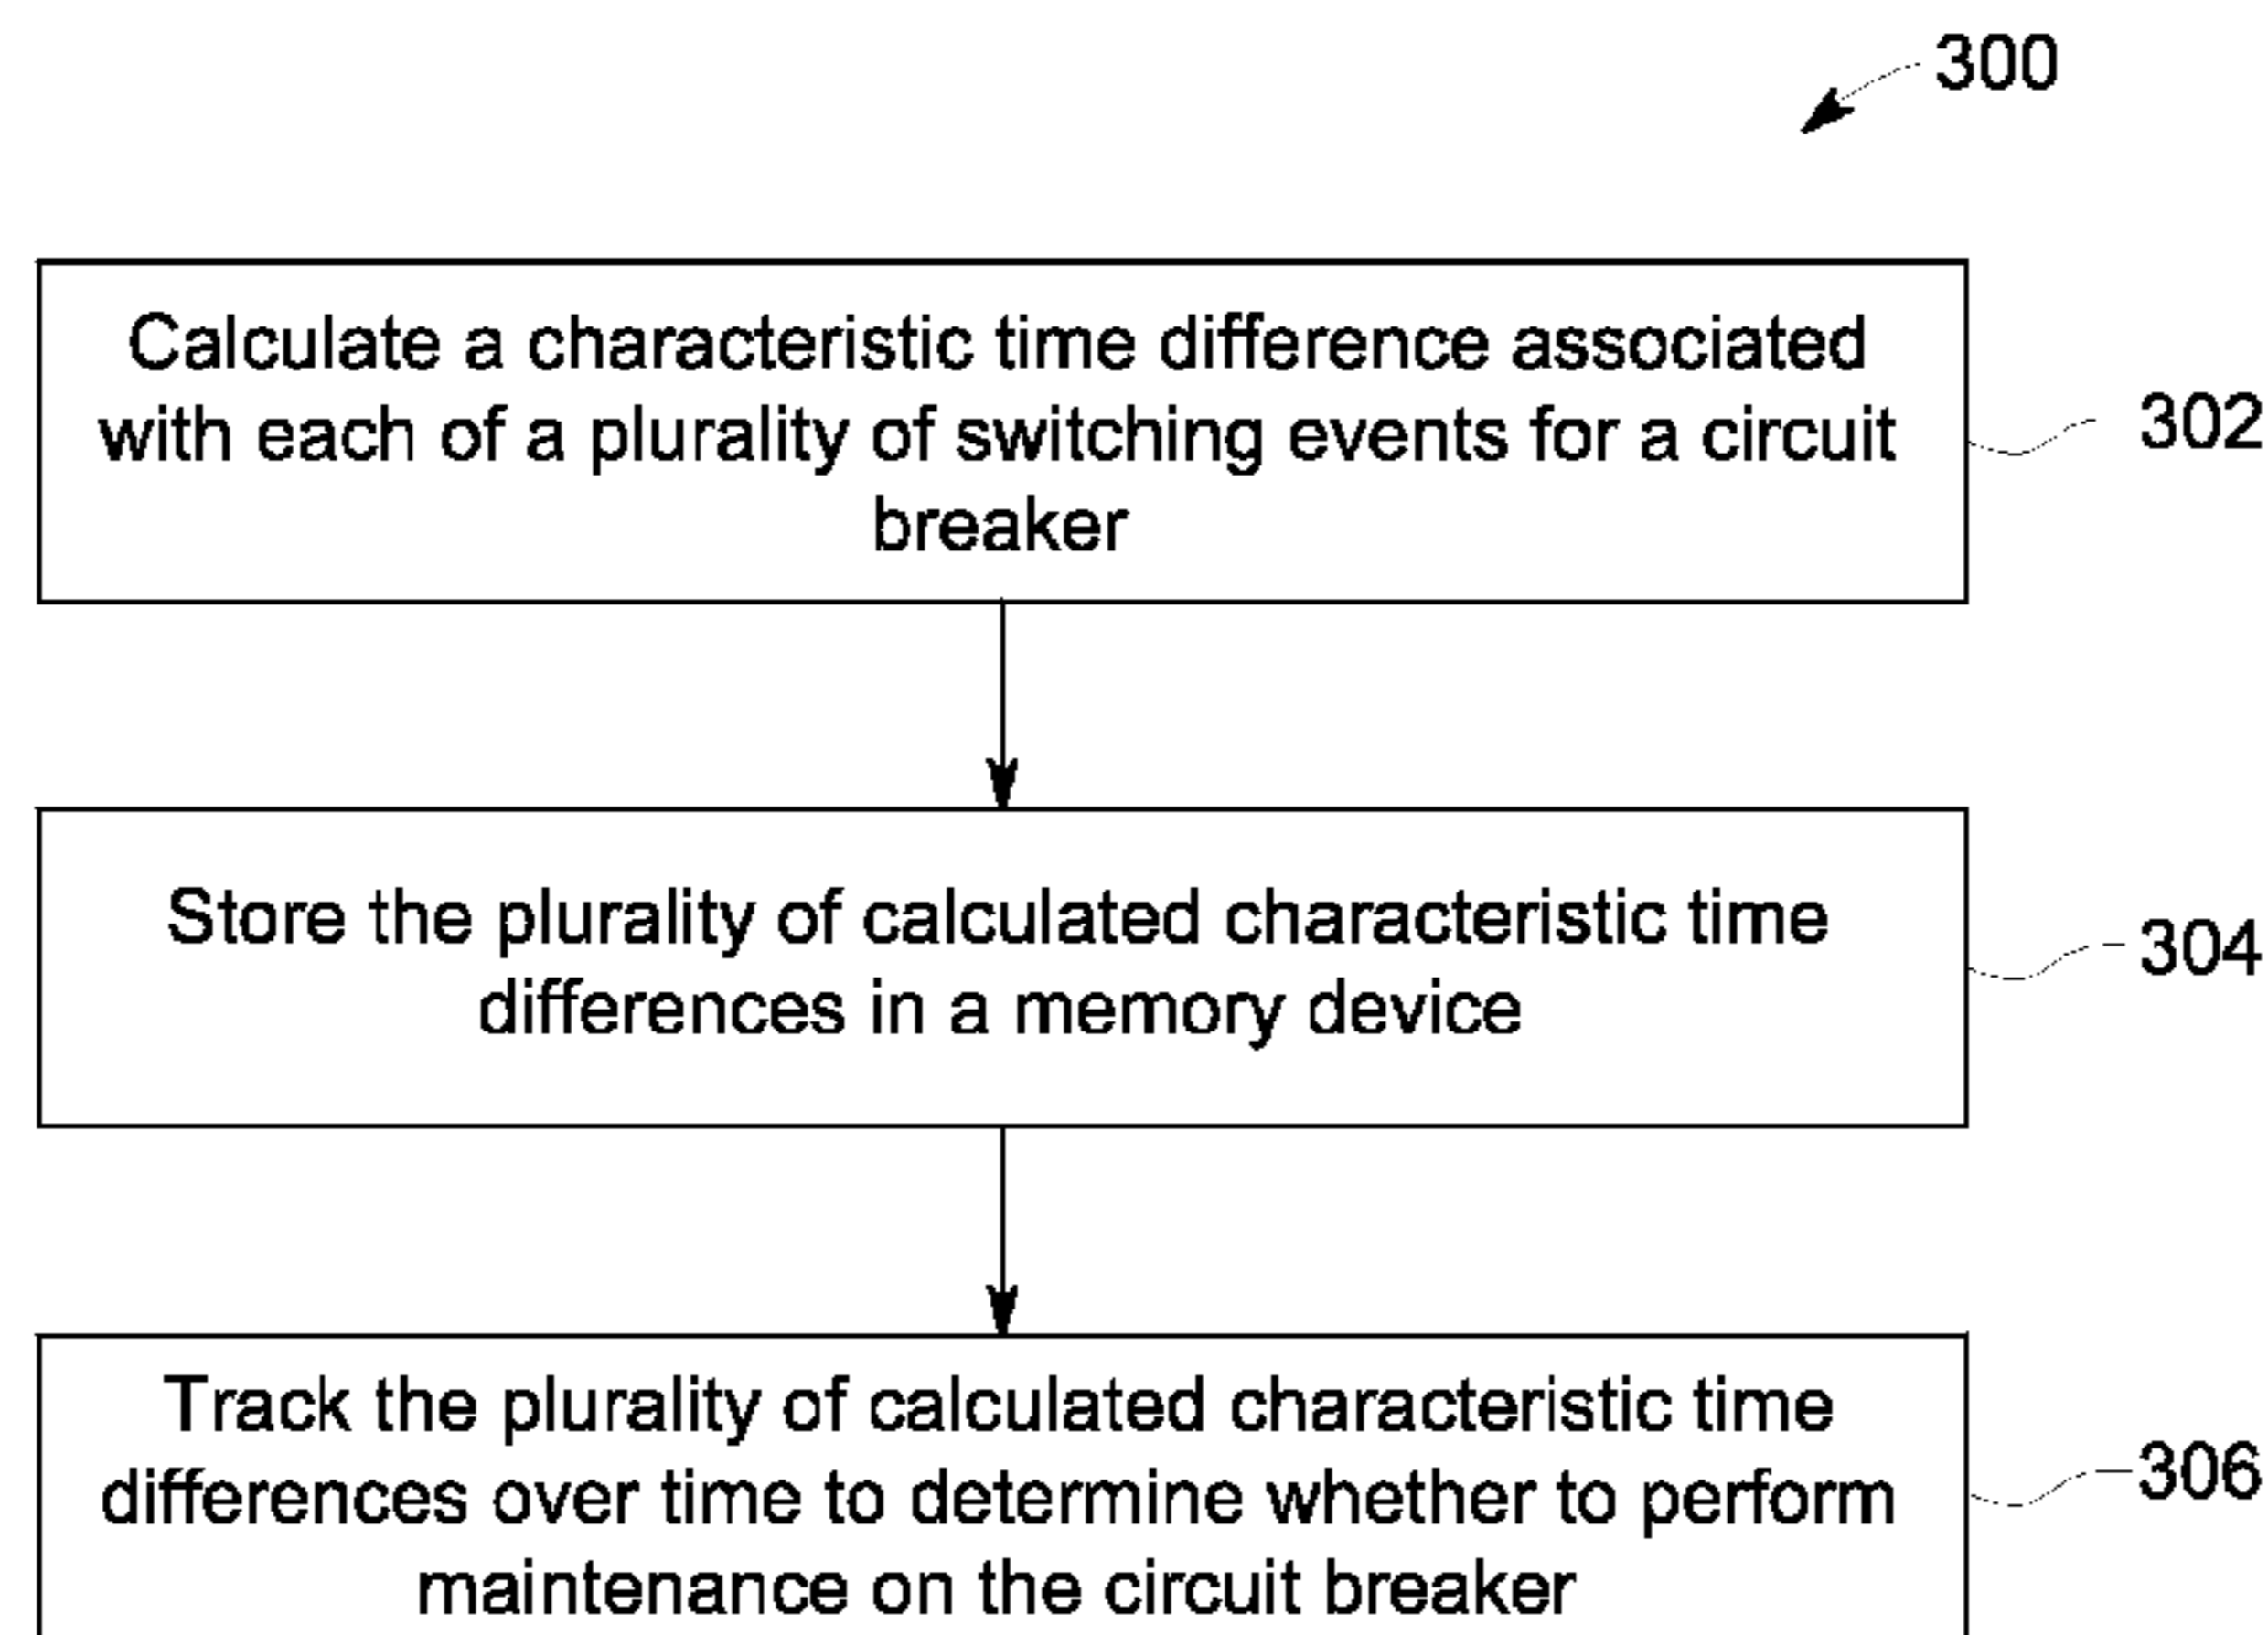 300
Calculate a characteristic time difference associated
with each of a plurality of switching events for a circuit
breaker
302
Store the plurality of calculated characteristic time
differences in a memory device
304
Track the plurality of calculated characteristic time
differences over time to determine whether to perform
maintenance on the circuit breaker
306